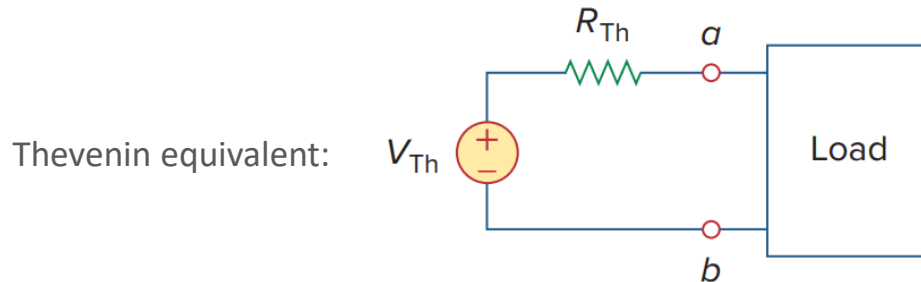 R_Th
a
Thevenin equivalent:
V_Th
+
−
Load
b